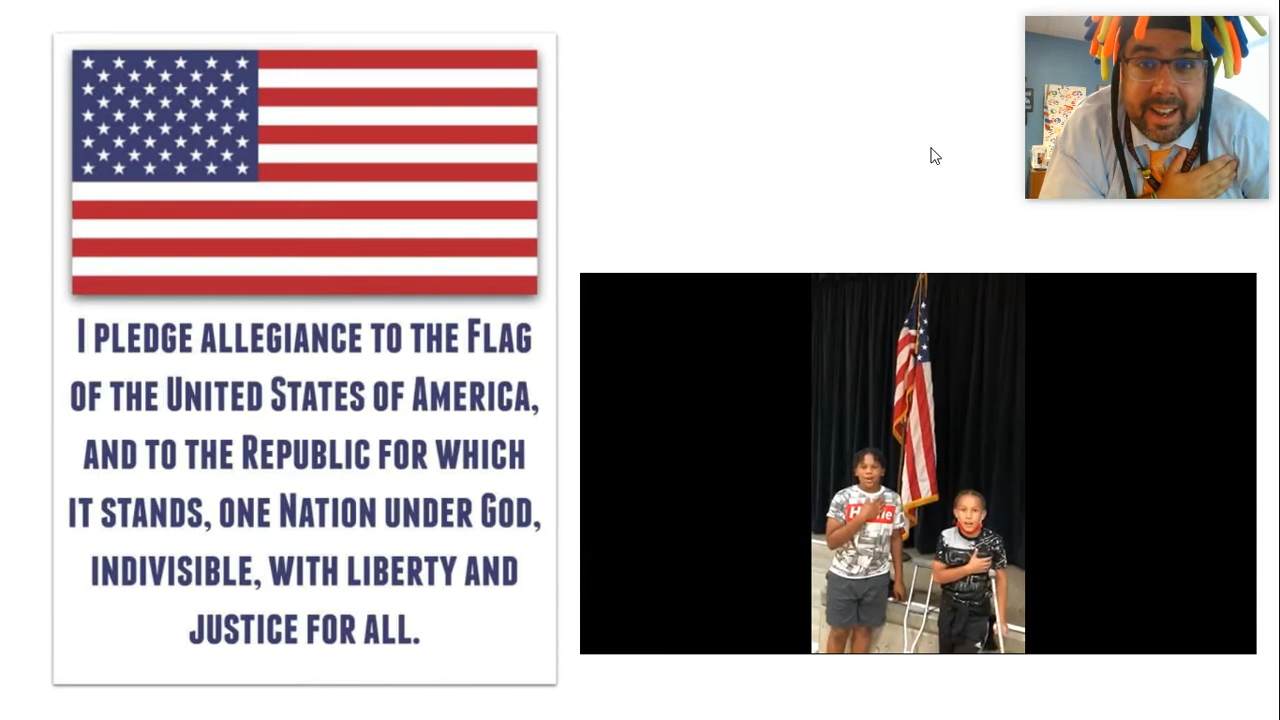 I PLEDGE ALLEGIANCE TO THE FLAG
OF THE UNITED STATES OF AMERICA,
AND TO THE REPUBLIC FOR WHICH
IT STANDS, ONE NATION UNDER GOD,
INDIVISIBLE, WITH LIBERTY AND
JUSTICE FOR ALL.